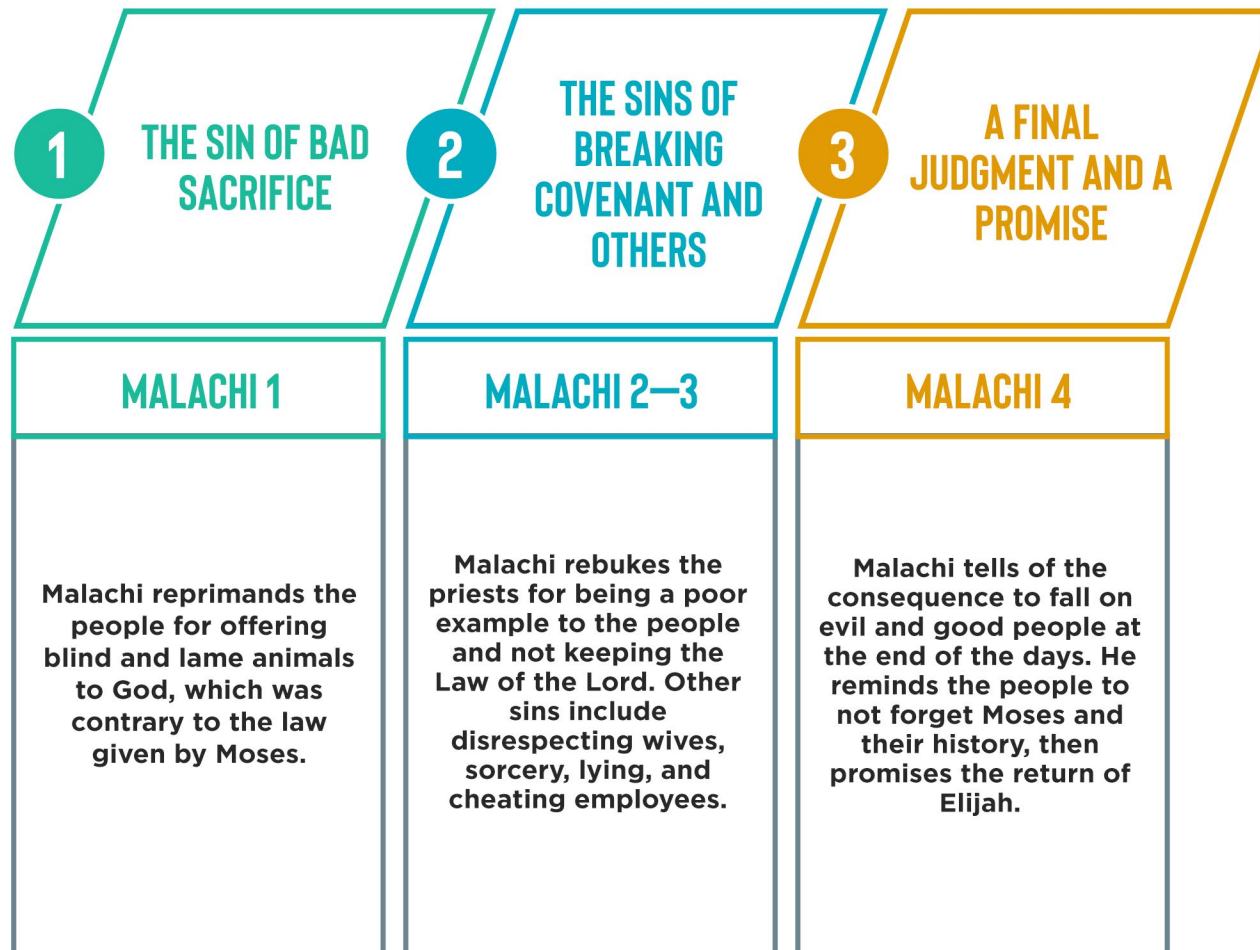 1
THE SIN OF BAD
SACRIFICE
MALACHI 1
Malachi reprimands the
people for offering
blind and lame animals
to God, which was
contrary to the law
given by Moses.
2
THE SINS OF
BREAKING
COVENANT AND
OTHERS
MALACHI 2—3
Malachi rebukes the
priests for being a poor
example to the people
and not keeping the
Law of the Lord. Other
sins include
disrespecting wives,
sorcery, lying, and
cheating employees.
3
A FINAL
JUDGMENT AND A
PROMISE
MALACHI 4
Malachi tells of the
consequence to fall on
evil and good people at
the end of the days. He
reminds the people to
not forget Moses and
their history, then
promises the return of
Elijah.